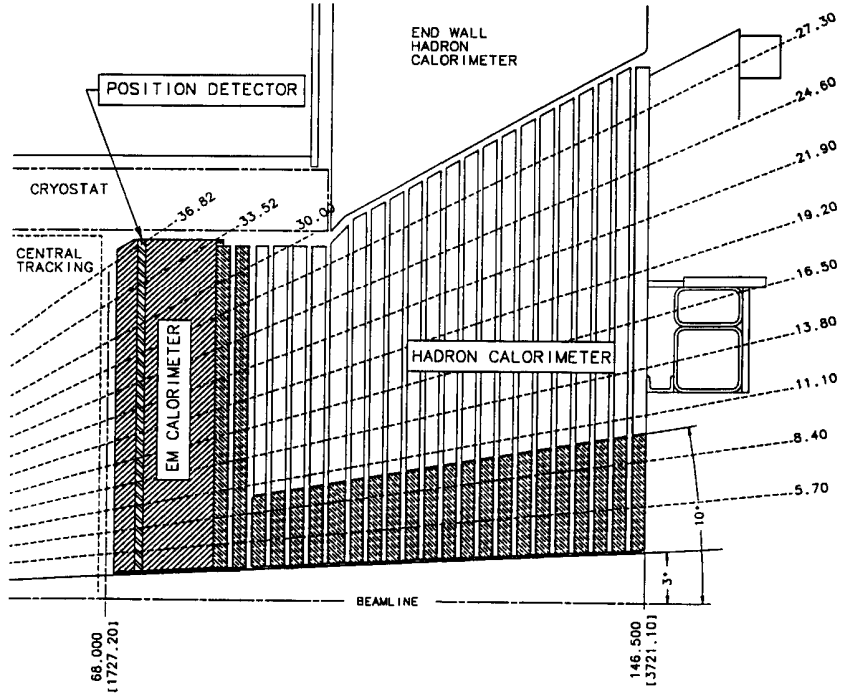 END WALL
HADRON
CALORIMETER
27.30
POSITION DETECTOR
24.60
21.90
CRYOSTAT
36.82
33.52
30.00
19.20
CENTRAL
TRACKING
16.50
EM CALORIMETER
HADRON CALORIMETER
13.80
11.10
8.40
5.70
10°
3°
BEAMLINE
68.000
[1727.20]
146.500
[3721.10]